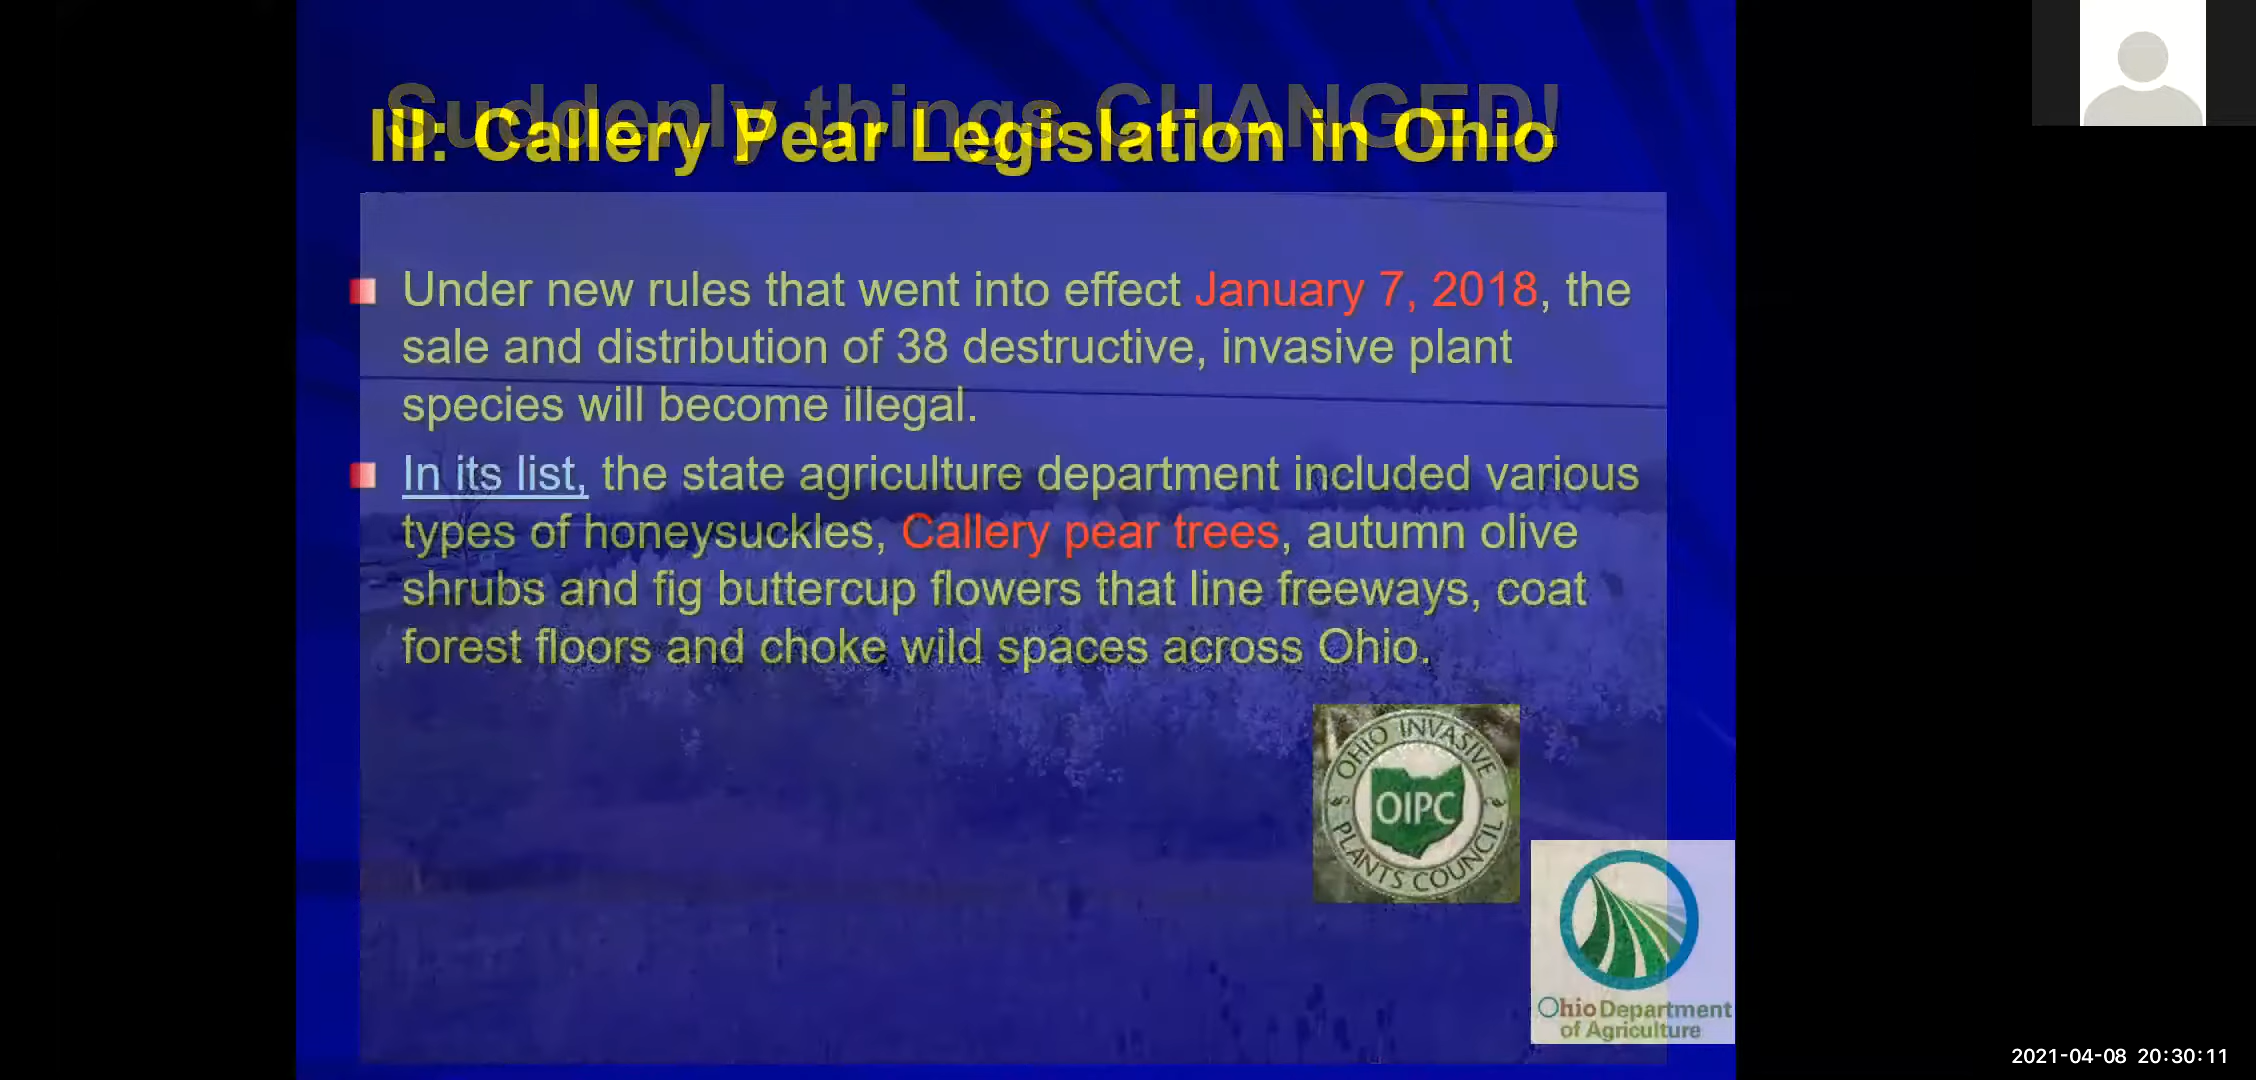 Suddenly things CHANGED!
III: Callery Pear Legislation in Ohio
Under new rules that went into effect January 7, 2018, the
sale and distribution of 38 destructive, invasive plant
species will become illegal.
In its list, the state agriculture department included various
types of honeysuckles, Callery pear trees, autumn olive
shrubs and fig buttercup flowers that line freeways, coat
forest floors and choke wild spaces across Ohio.
OHIO INVASIVE
OIPC
PLANTS COUNCIL
Ohio Department
of Agriculture
2021-04-08 20:30:11